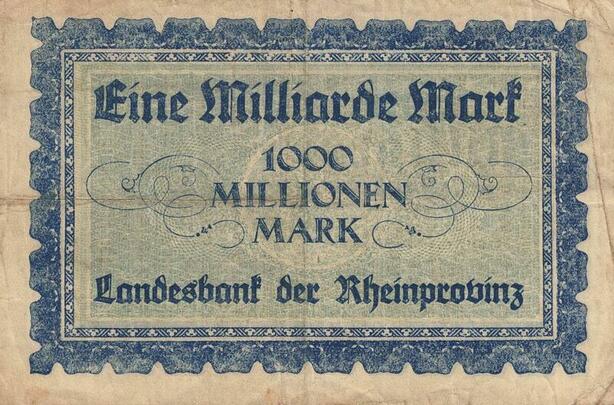 Eine Milliarde Mark
1000
MILLIONEN
MARK
Landesbank der Rheinprovinz